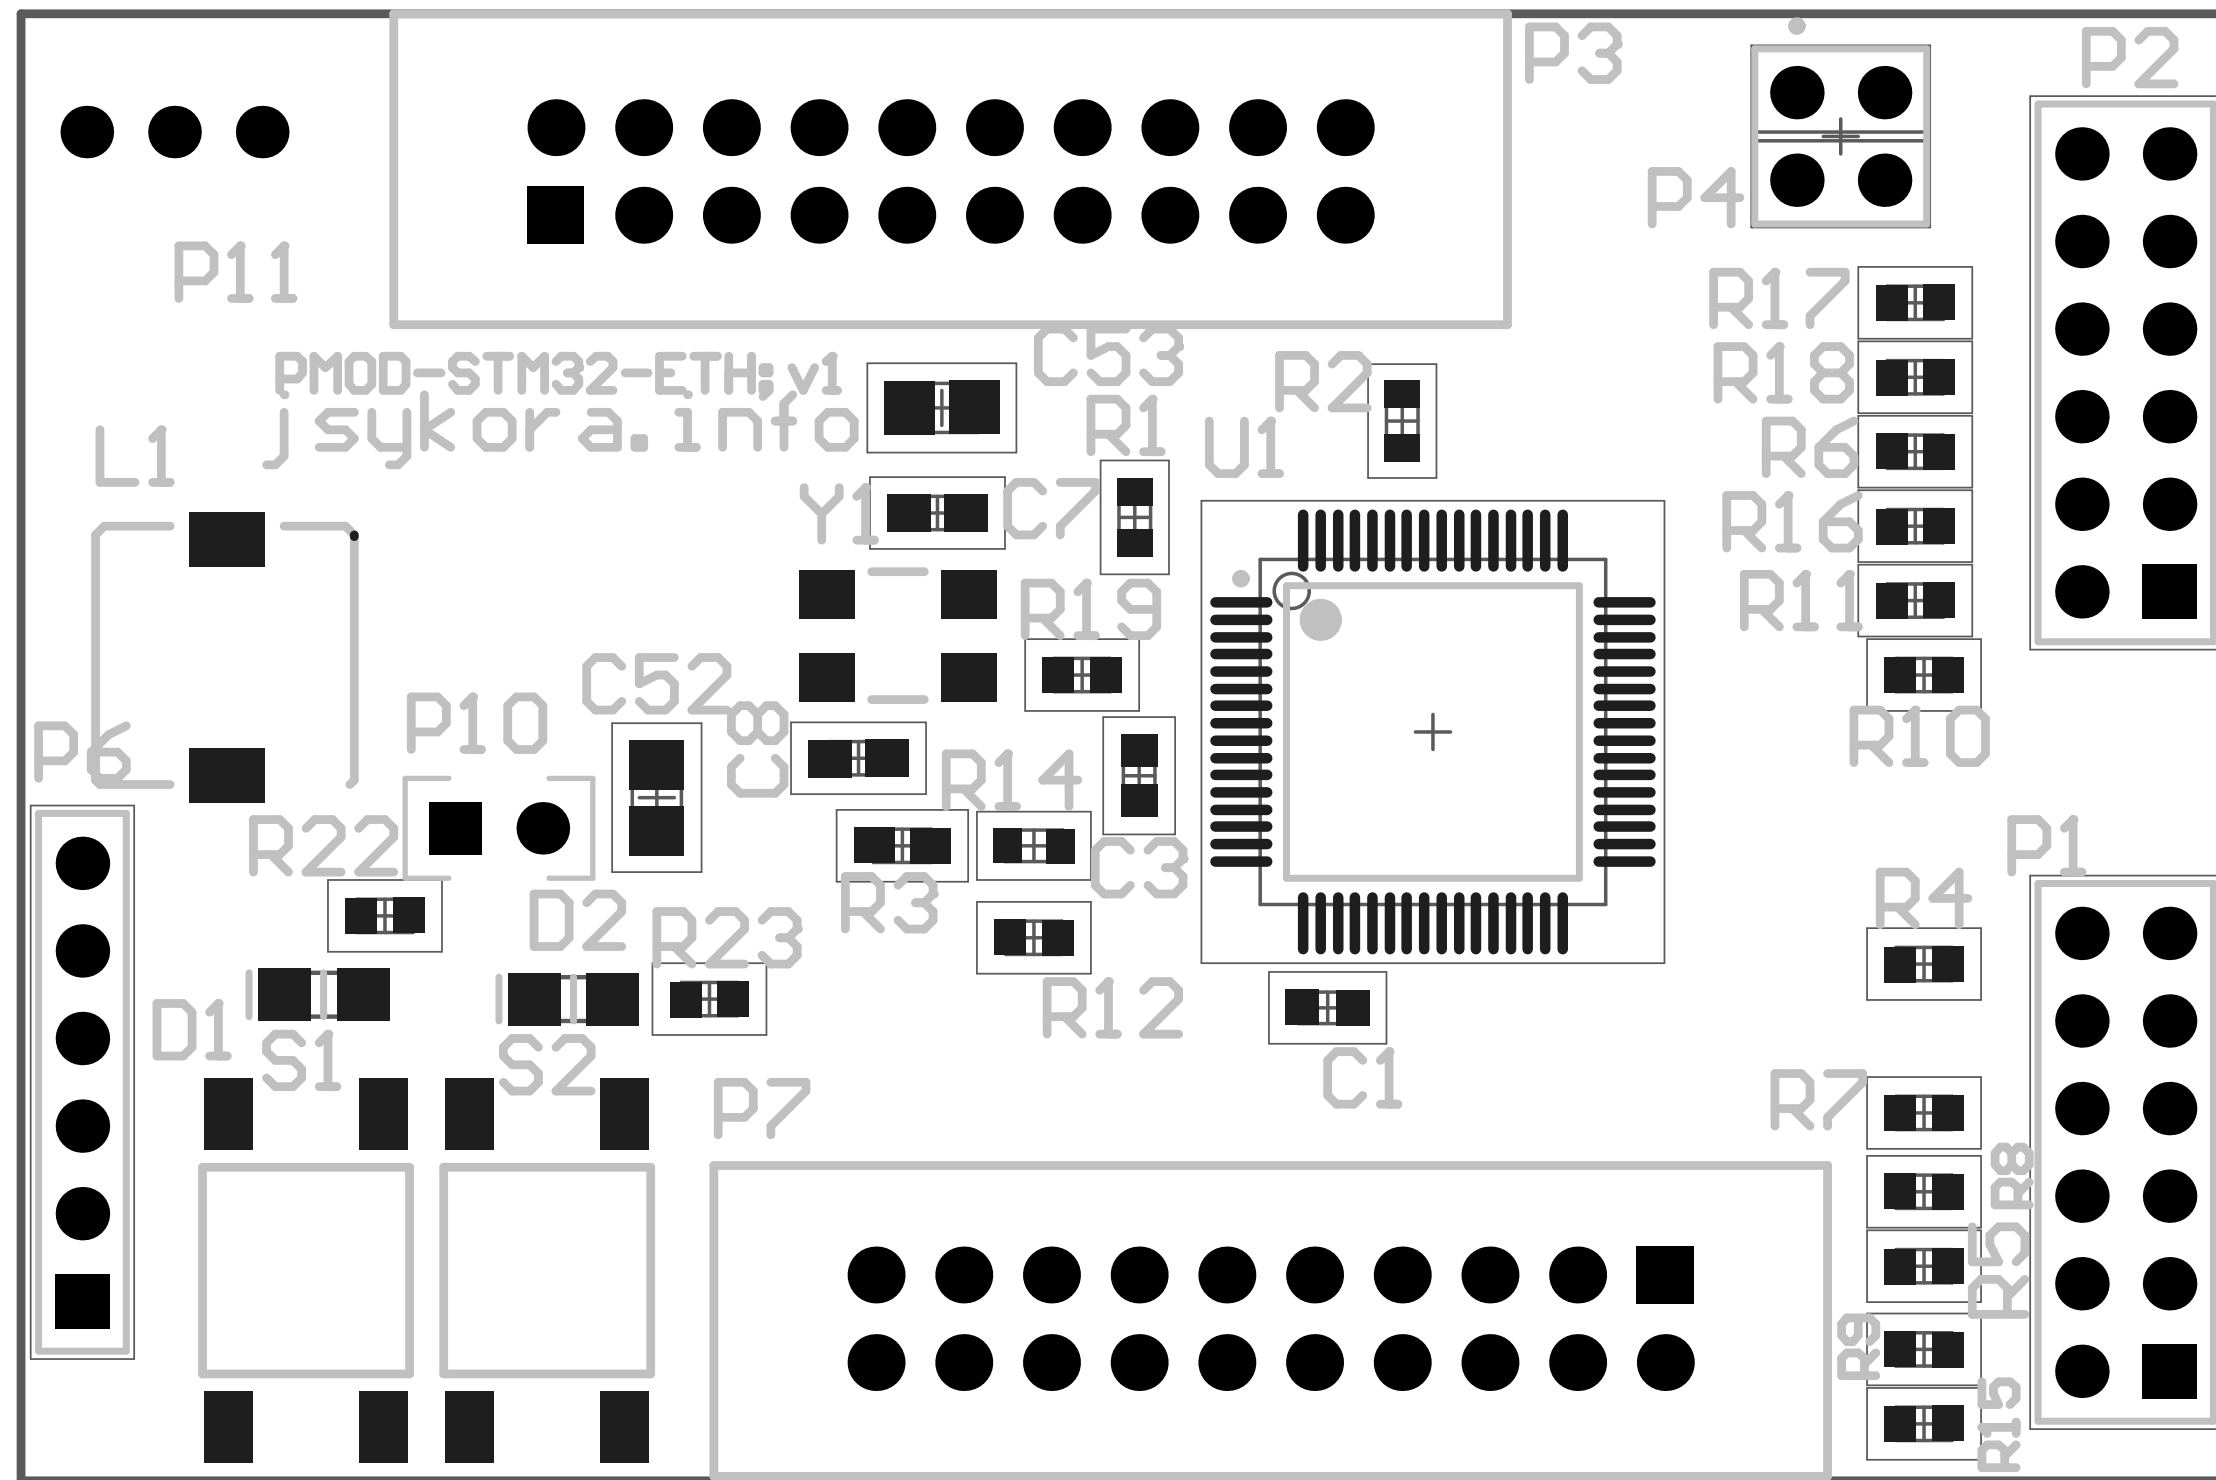 P3
P2
P4
P11
R17
C53
R18
R2
PMOD-STM32-ETH;v1
jsykora.info
R1
L1
U1
R6
Y1
C7
R16
R19
R11
C52
P10
C8
R10
P6
R14
R22
P1
C3
R3
R4
D2
R23
R12
D1
S1
S2
C1
P7
R7
R8
R5
R9
R15